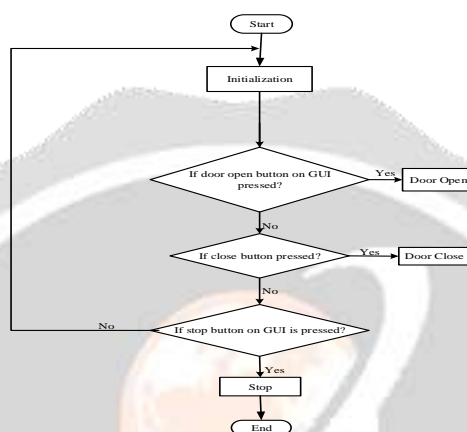 Start
Initialization
If door open button on GUI
pressed?
Yes
Door Open
No
If close button pressed?
Yes
Door Close
No
If stop button on GUI is pressed?
No
Yes
Stop
End